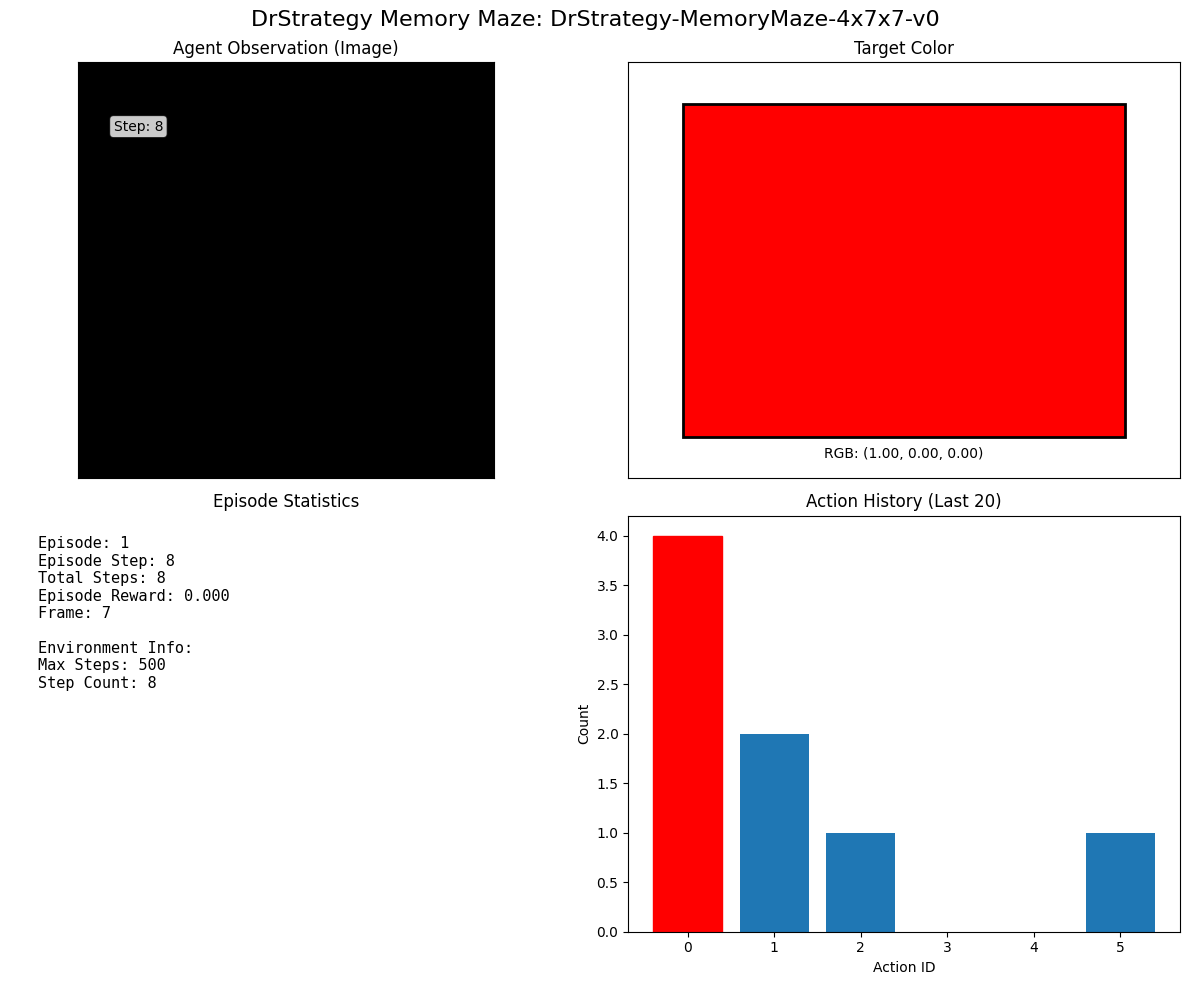 DrStrategy Memory Maze: DrStrategy-MemoryMaze-4x7x7-v0
Agent Observation (Image)
Step: 8
Target Color
RGB: (1.00, 0.00, 0.00)
Episode Statistics
Episode: 1
Episode Step: 8
Total Steps: 8
Episode Reward: 0.000
Frame: 7
Environment Info:
Max Steps: 500
Step Count: 8
Action History (Last 20)
Count
4.0
3.5
3.0
2.5
2.0
1.5
1.0
0.5
0.0
0 1 2 3 4 5
Action ID